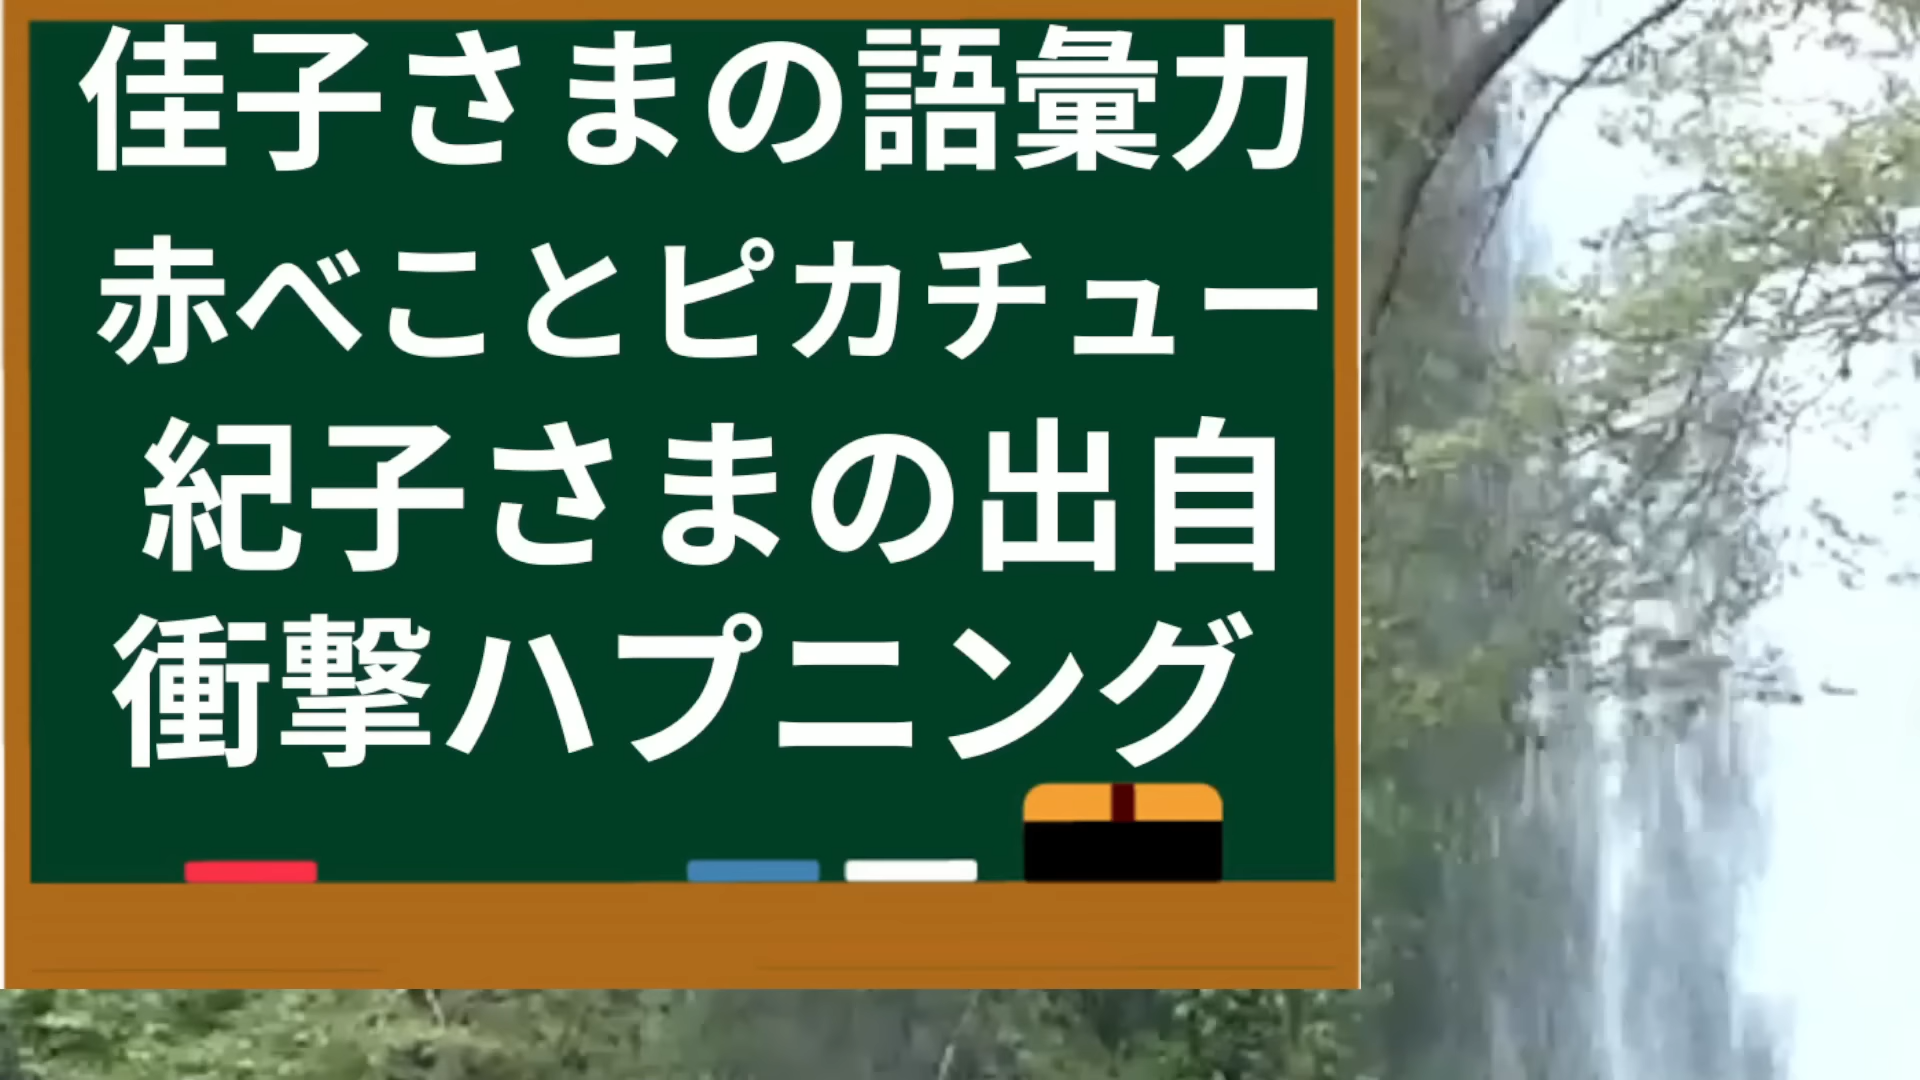 佳子さまの語彙力
赤べことピカチュー
紀子さまの出自
衝撃ハプニング